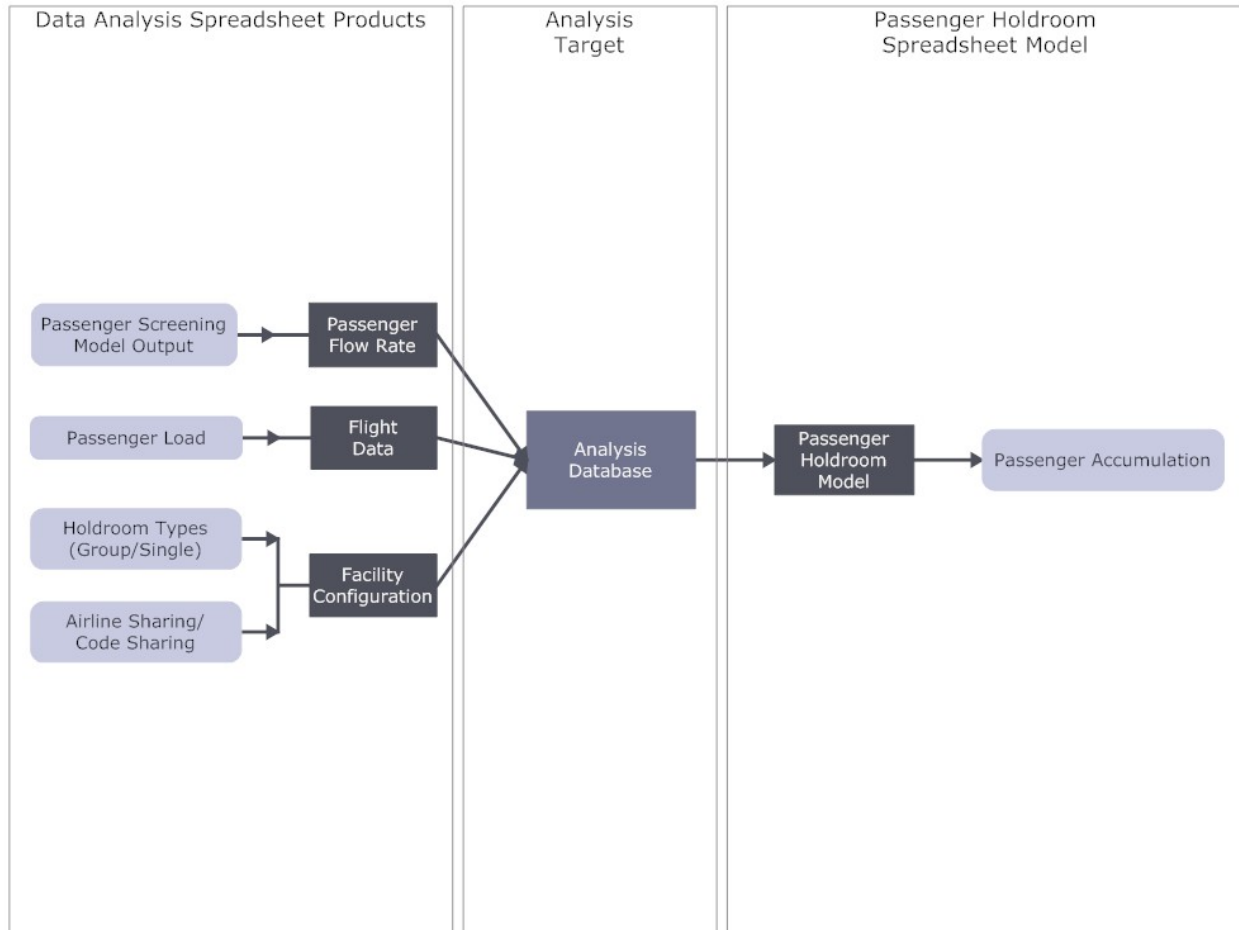 Data Analysis Spreadsheet Products
Analysis
Target
Passenger Holdroom
Spreadsheet Model
Passenger Screening
Model Output
Passenger
Flow Rate
Passenger Load
Flight
Data
Holdroom Types
(Group/Single)
Airline Sharing/
Code Sharing
Facility
Configuration
Analysis
Database
Passenger
Holdroom
Model
Passenger Accumulation